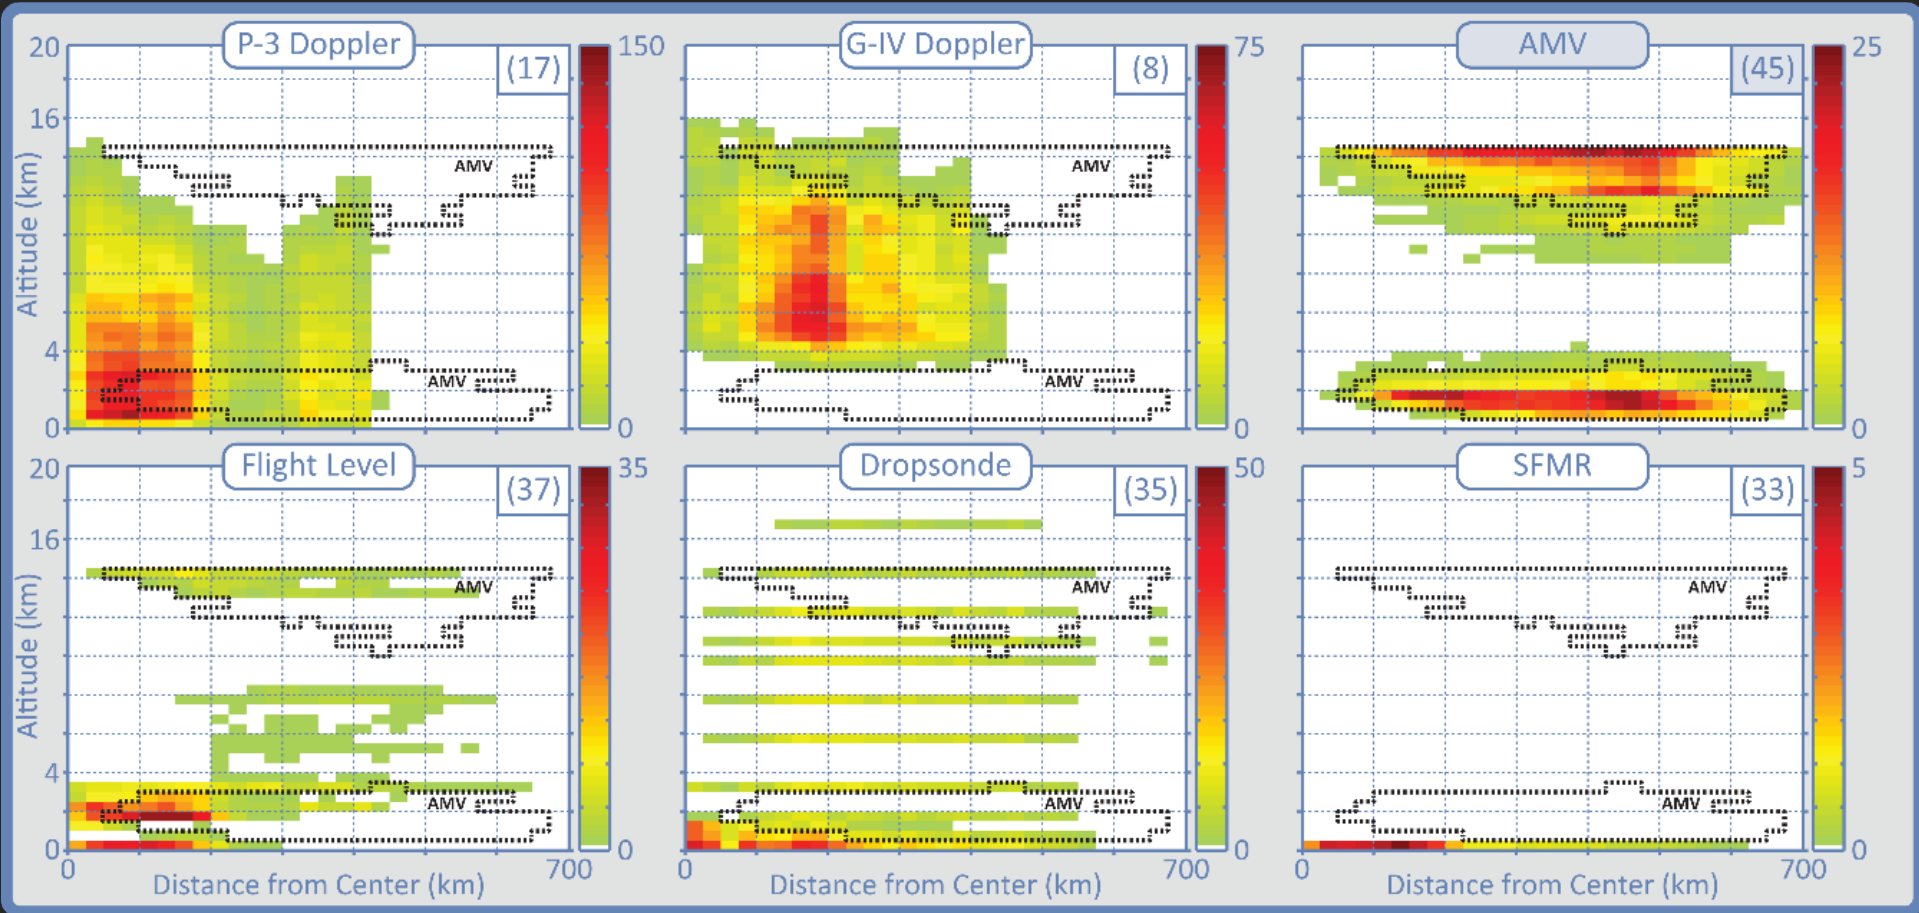 P-3 Doppler
(17)
150
20
16
4
0
0
Altitude (km)
AMV
AMV
G-IV Doppler
(8)
75
0
AMV
AMV
AMV
(45)
25
0
Flight Level
(37)
35
20
16
4
0
0
Altitude (km)
AMV
AMV
0
700
Distance from Center (km)
Dropsonde
(35)
50
0
AMV
AMV
0
700
Distance from Center (km)
SFMR
(33)
5
0
AMV
AMV
0
700
Distance from Center (km)